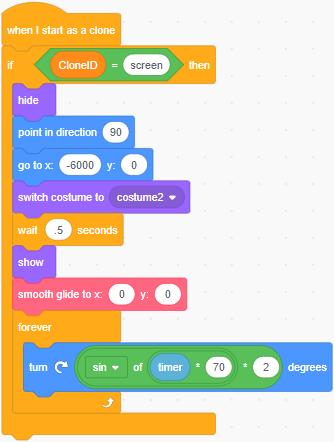 when I start as a clone
if CloneID = screen then
hide
point in direction 90
go to x: -6000 y: 0
switch costume to costume2
wait .5 seconds
show
smooth glide to x: 0 y: 0
forever
turn sin of timer * 70 * 2 degrees